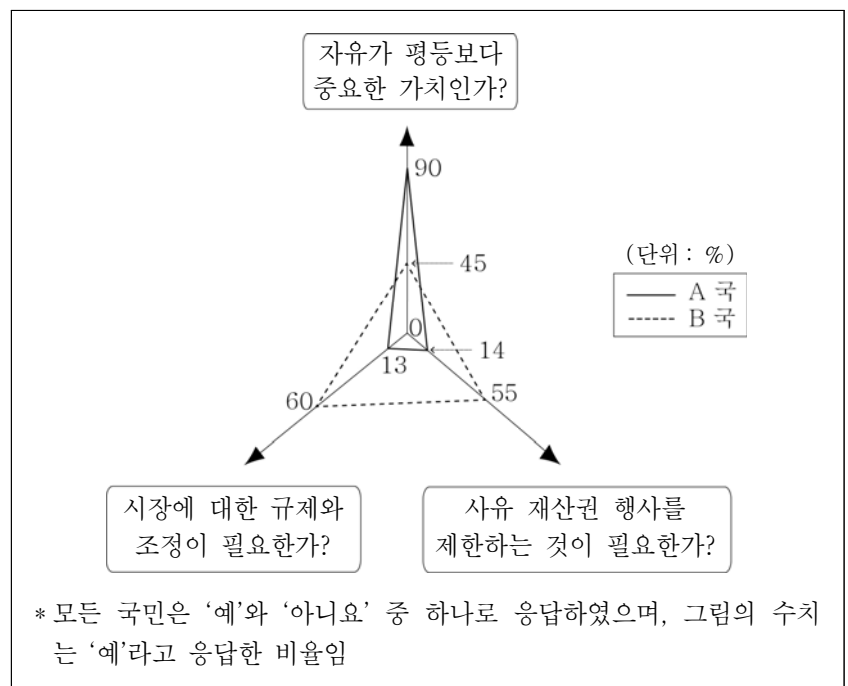 자유가 평등보다
중요한 가치인가?
90
(단위 : %)
45
A 국
B 국
0
14
13
60
55
시장에 대한 규제와
조정이 필요한가?
사유 재산권 행사를
제한하는 것이 필요한가?
* 모든 국민은 ‘예’와 ‘아니요’ 중 하나로 응답하였으며, 그림의 수치
는 ‘예’라고 응답한 비율임